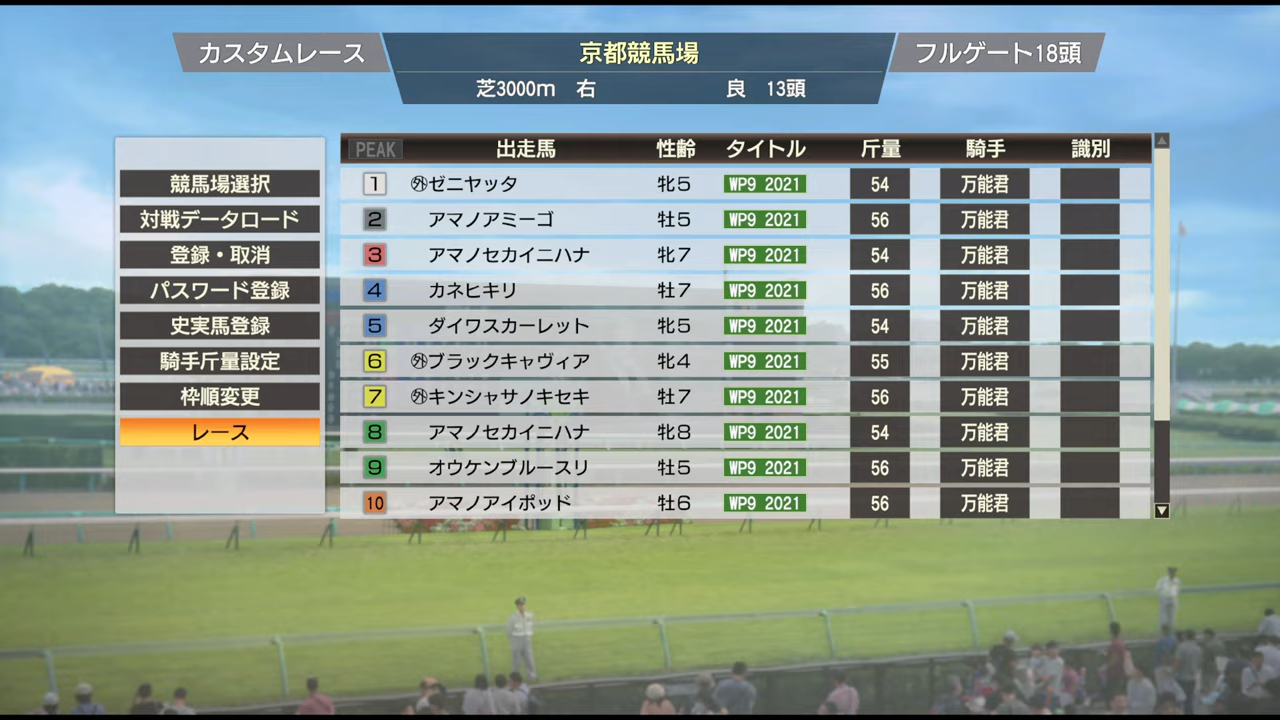 カスタムレース 京都競馬場 フルゲート18頭
芝3000m 右 良 13頭
PEAK 出走馬 性齢 タイトル 斤量 騎手 識別
競馬場選択
対戦データロード
登録・取消
パスワード登録
史実馬登録
騎手斤量設定
枠順変更
レース
1 ㊕ゼニヤッタ 牝5 WP9 2021 54 万能君
2 アマノアミーゴ 牡5 WP9 2021 56 万能君
3 アマノセカイニハナ 牝7 WP9 2021 54 万能君
4 カネヒキリ 牡7 WP9 2021 56 万能君
5 ダイワスカーレット 牝5 WP9 2021 54 万能君
6 外ブラックキャヴィア 牝4 WP9 2021 55 万能君
7 外キンシャサノキセキ 牡7 WP9 2021 56 万能君
8 アマノセカイニハナ 牝8 WP9 2021 54 万能君
9 オウケンブルースリ 牡5 WP9 2021 56 万能君
10 アマノアイポッド 牡6 WP9 2021 56 万能君